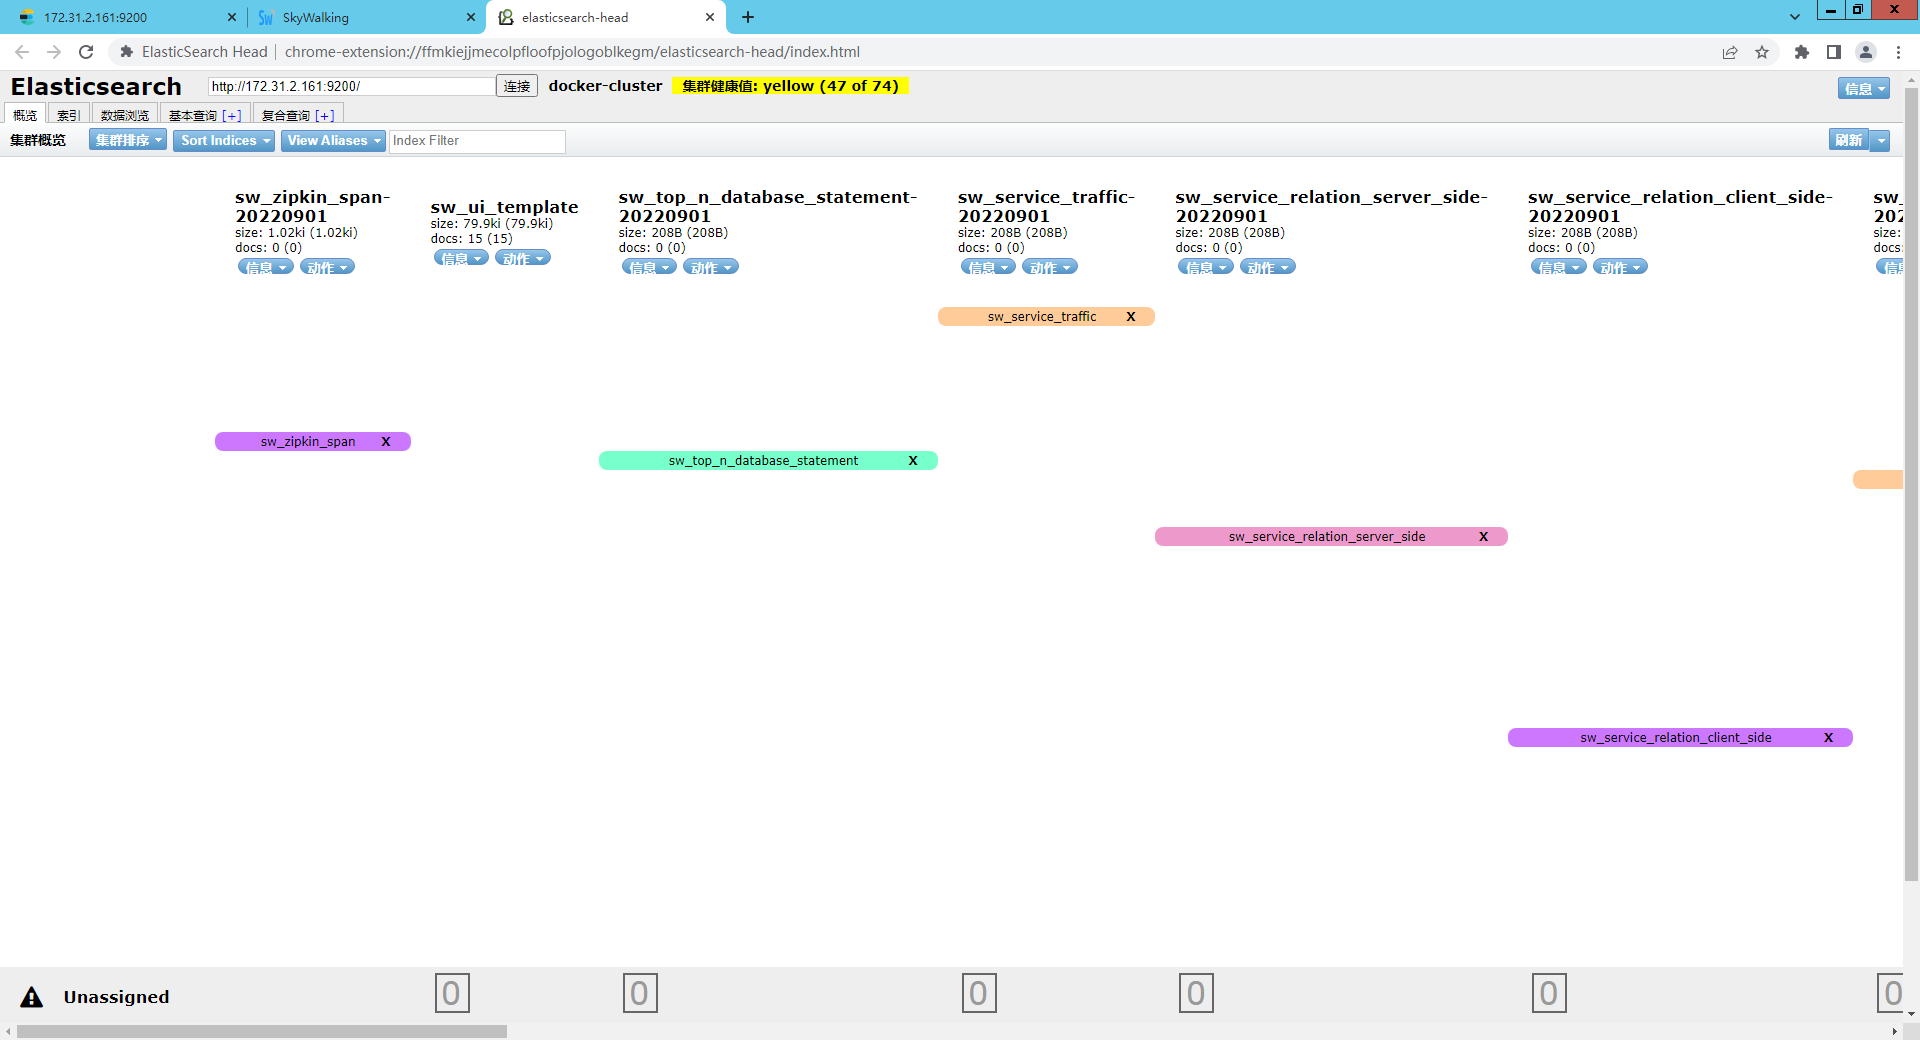 172.31.2.161:9200
SkyWalking
elasticsearch-head
ElasticSearch Head
chrome-extension://ffmkiejjmecolpfloofpjologoblkegm/elasticsearch-head/index.html
Elasticsearch
http://172.31.2.161:9200/
连接
docker-cluster
集群健康值: yellow (47 of 74)
信息
概览
索引
数据浏览
基本查询 [+]
复合查询 [+]
集群概览
集群排序
Sort Indices
View Aliases
Index Filter
刷新
sw_zipkin_span-
20220901
size: 1.02ki (1.02ki)
docs: 0 (0)
信息 动作
sw_ui_template
size: 79.9ki (79.9ki)
docs: 15 (15)
信息 动作
sw_top_n_database_statement-
20220901
size: 208B (208B)
docs: 0 (0)
信息 动作
sw_service_traffic-
20220901
size: 208B (208B)
docs: 0 (0)
信息 动作
sw_service_relation_server_side-
20220901
size: 208B (208B)
docs: 0 (0)
信息 动作
sw_service_relation_client_side-
20220901
size: 208B (208B)
docs: 0 (0)
信息 动作
sw_service_traffic X
sw_zipkin_span X
sw_top_n_database_statement X
sw_service_relation_server_side X
sw_service_relation_client_side X
Unassigned
0 0 0 0 0 0